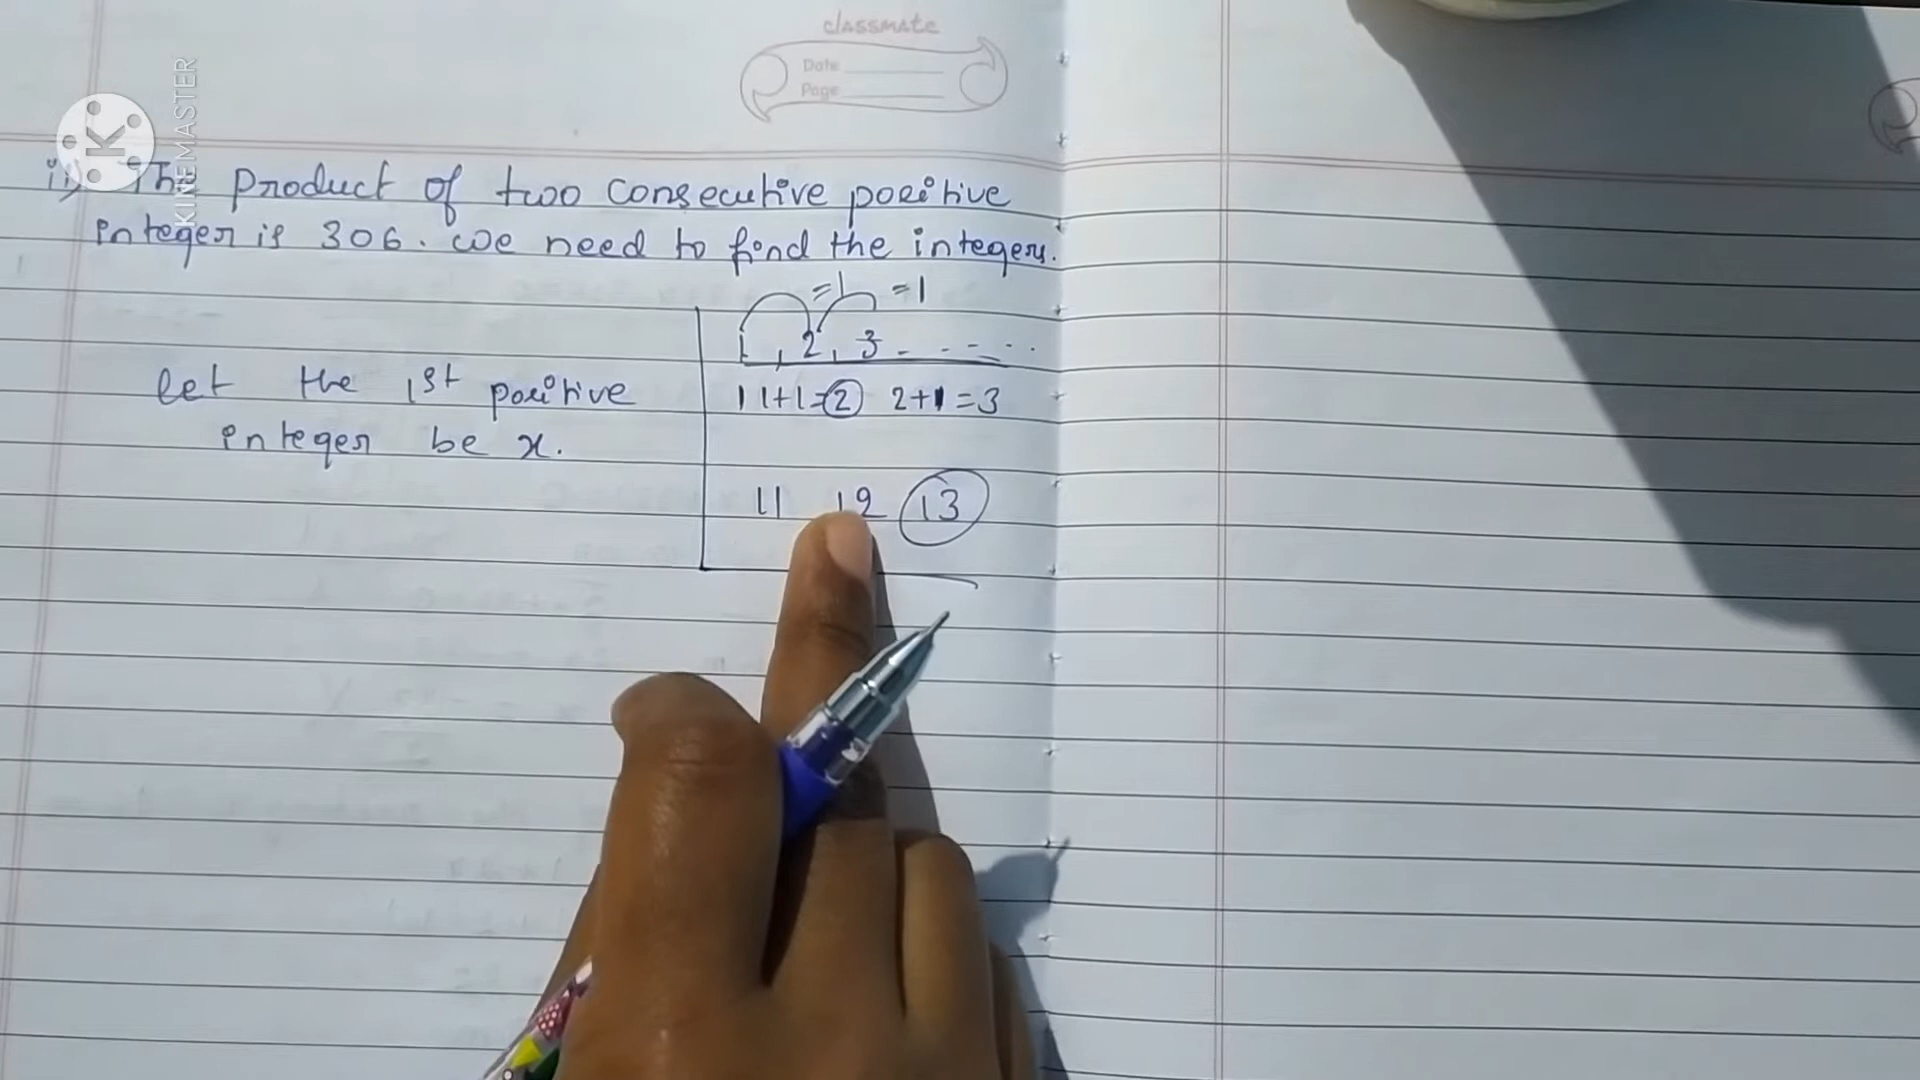 classmate
Date
Page
KINEMASTER
ii) The product of two consecutive positive
integer is 306. We need to find the integers.
=1 =1
1, 2, 3 - - - - . .
1 1+1=2 2+1=3
let the 1st positive
integer be x.
11 12 13